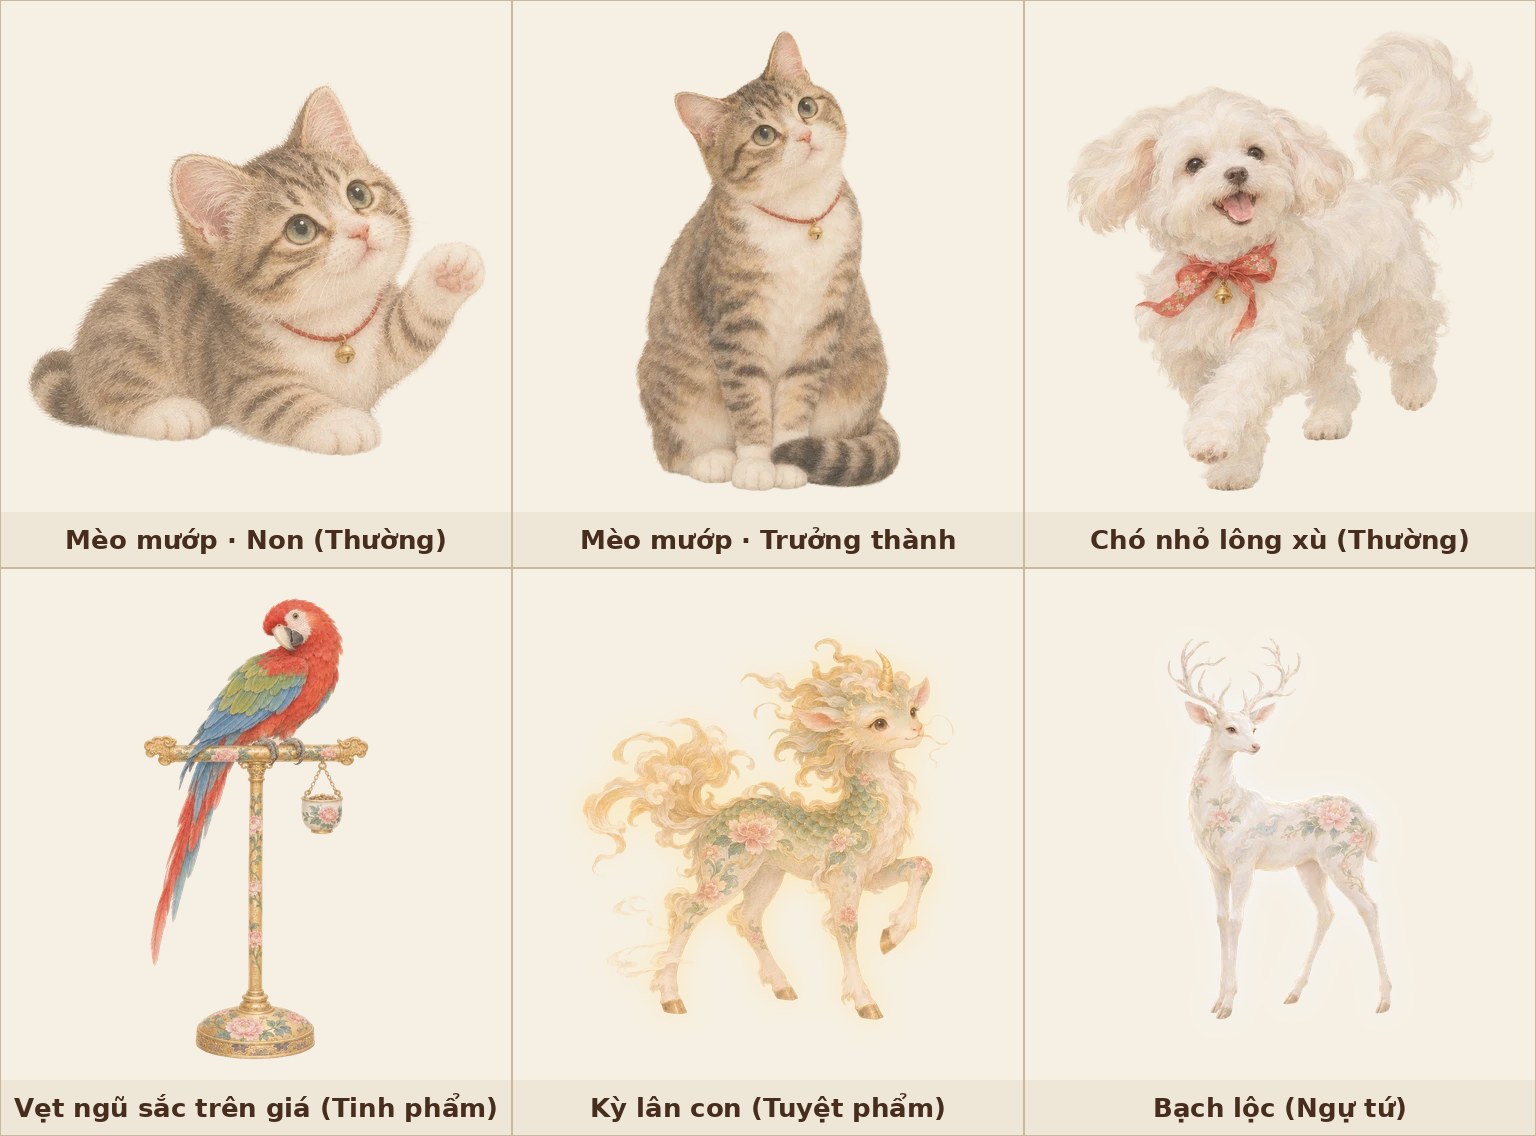 Mèo mướp · Non (Thường)
Mèo mướp · Trưởng thành
Chó nhỏ lông xù (Thường)
Vẹt ngũ sắc trên giá (Tinh phẩm)
Kỳ lân con (Tuyệt phẩm)
Bạch lộc (Ngự tứ)